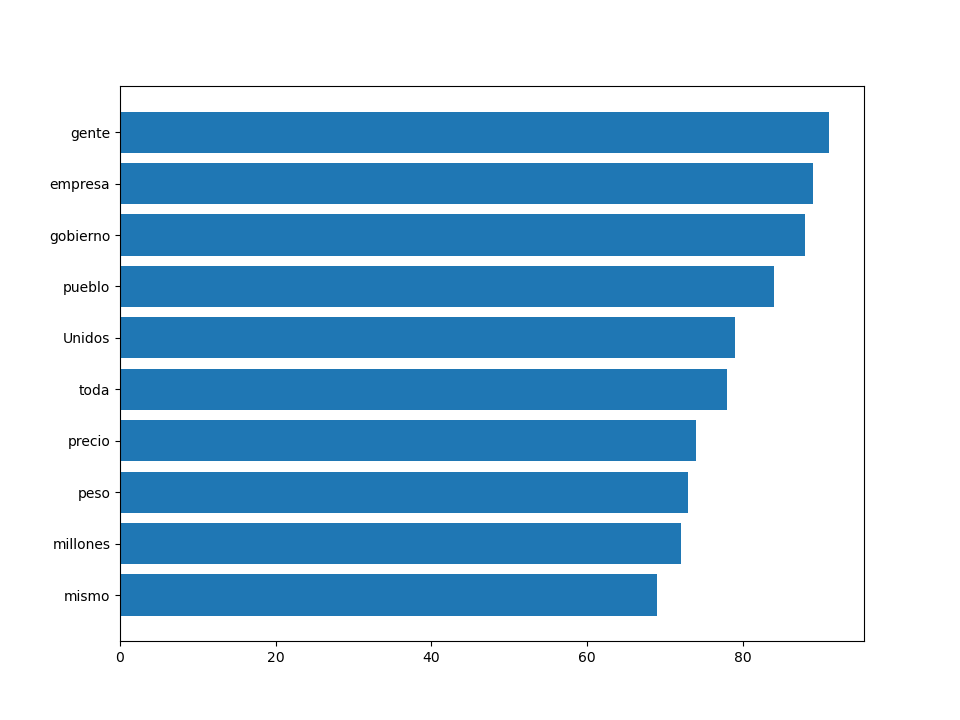 gente
empresa
gobierno
pueblo
Unidos
toda
precio
peso
millones
mismo
0 20 40 60 80